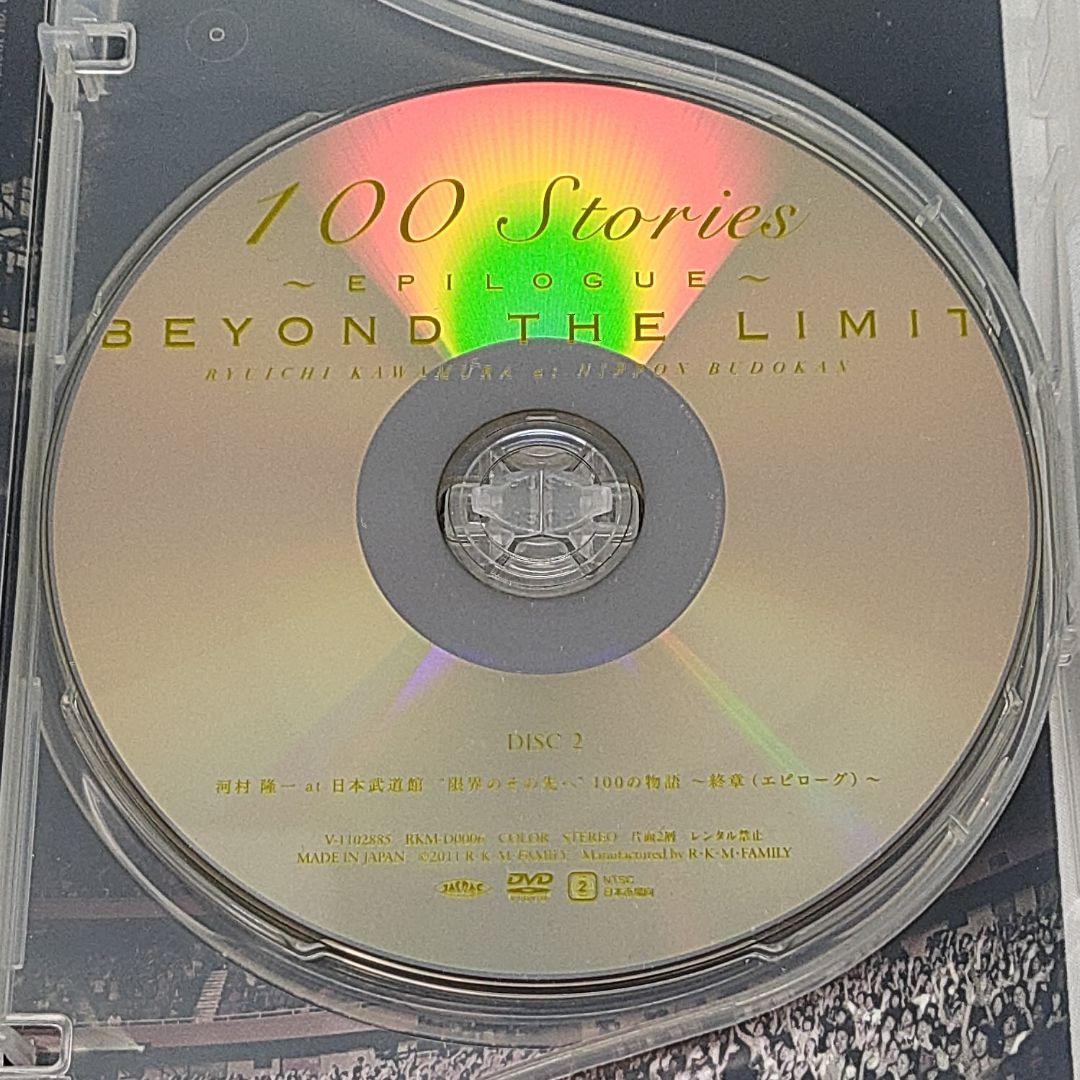 100 Stories
～EPILOGUE～
BEYOND THE LIMIT
RYUICHI KAWAMURA at NIPPON BUDOKAN
DISC 2
河村 隆一 at 日本武道館 “限界のその先へ” 100の物語 ～終章（エピローグ）～
V-1102885 RKM-D0006 COLOR STEREO 片面2層 レンタル禁止
MADE IN JAPAN ©2011 R・K・M・FAMILY Manufactured by R・K・M・FAMILY
JASRAC DVD 2 NTSC
日本市場向